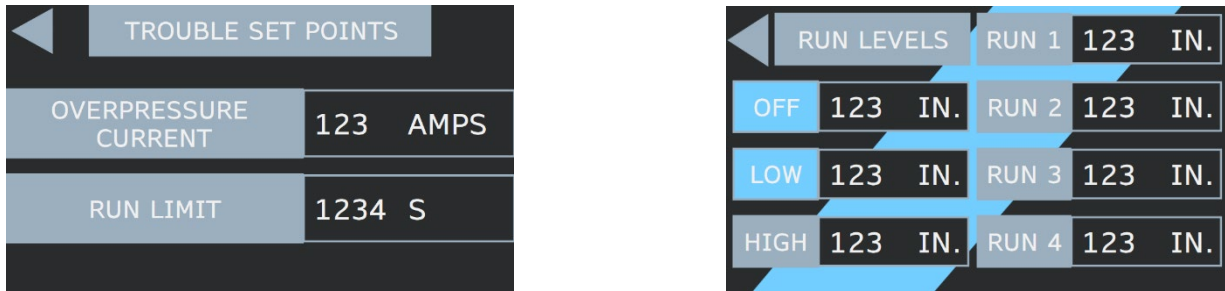 TROUBLE SET POINTS
OVERPRESSURE
CURRENT
123 AMPS
RUN LIMIT
1234 S
RUN LEVELS
RUN 1 123 IN.
OFF 123 IN.
RUN 2 123 IN.
LOW 123 IN.
RUN 3 123 IN.
HIGH 123 IN.
RUN 4 123 IN.